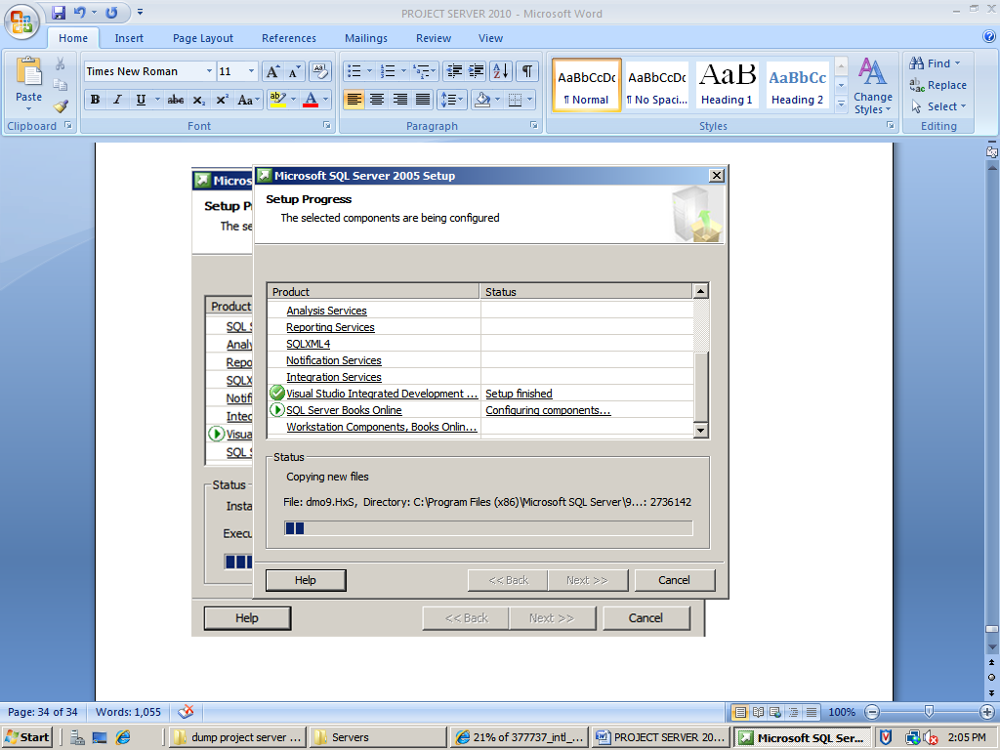 PROJECT SERVER 2010 - Microsoft Word
Home Insert Page Layout References Mailings Review View
Paste
Clipboard
Times New Roman 11
B I U abc X₂ X² Aa
Font
Paragraph
AaBbCcDc AaBbCcDc AaB AaBbCc
¶ Normal ¶ No Spaci... Heading 1 Heading 2
Change Styles
Styles
Find
Replace
Select
Editing
Micros
Setup P
The se
Product
SQL S
Analy
Repo
SQLX
Notif
Integ
Visua
SQL S
Status
Insta
Execu
Help << Back Next >> Cancel
Microsoft SQL Server 2005 Setup
Setup Progress
The selected components are being configured
Product Status
Analysis Services
Reporting Services
SQLXML4
Notification Services
Integration Services
Visual Studio Integrated Development ... Setup finished
SQL Server Books Online Configuring components...
Workstation Components, Books Onlin...
Status
Copying new files
File: dmo9.HxS, Directory: C:\Program Files (x86)\Microsoft SQL Server\9...: 2736142
Help << Back Next >> Cancel
Page: 34 of 34 Words: 1,055 100%
Start dump project server ... Servers 21% of 377737_intl_... PROJECT SERVER 20... Microsoft SQL Ser... 2:05 PM